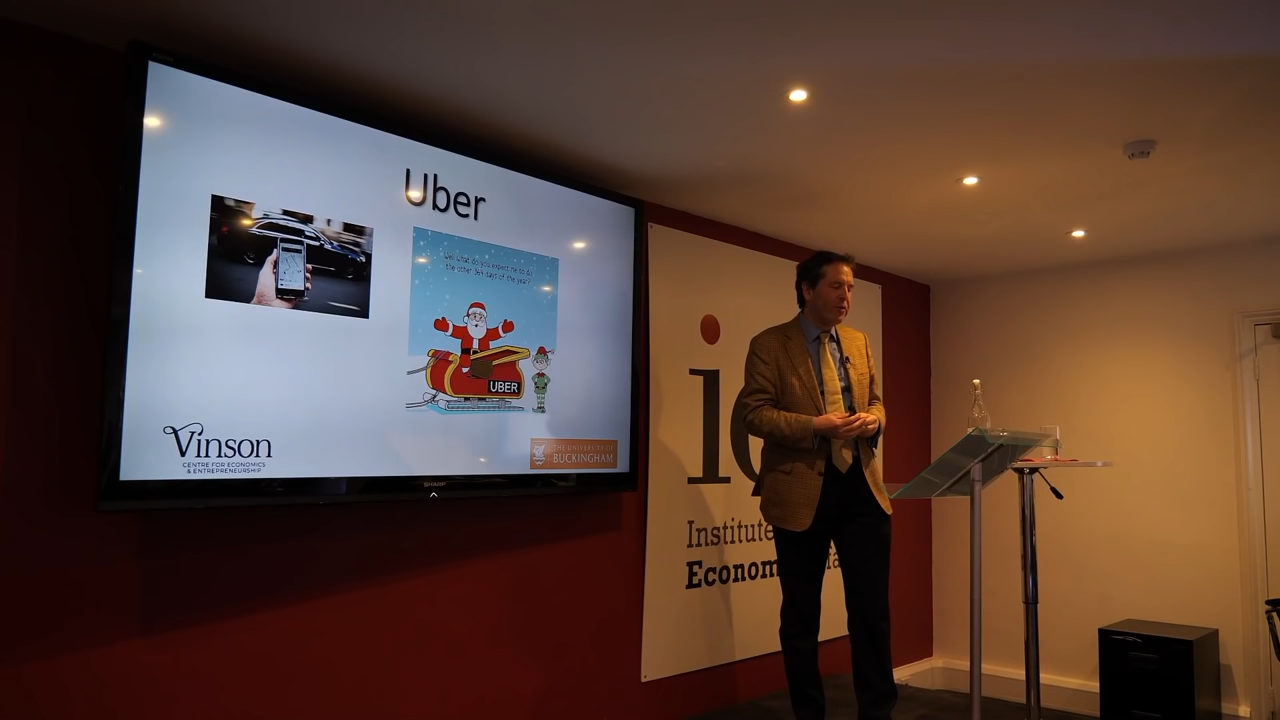 Uber
Well what do you expect me to do
the other 364 days of the year?
UBER
Vinson
CENTRE FOR ECONOMICS
& ENTREPRENEURSHIP
THE UNIVERSITY OF
BUCKINGHAM
SHARP
ie
Institute
Econom